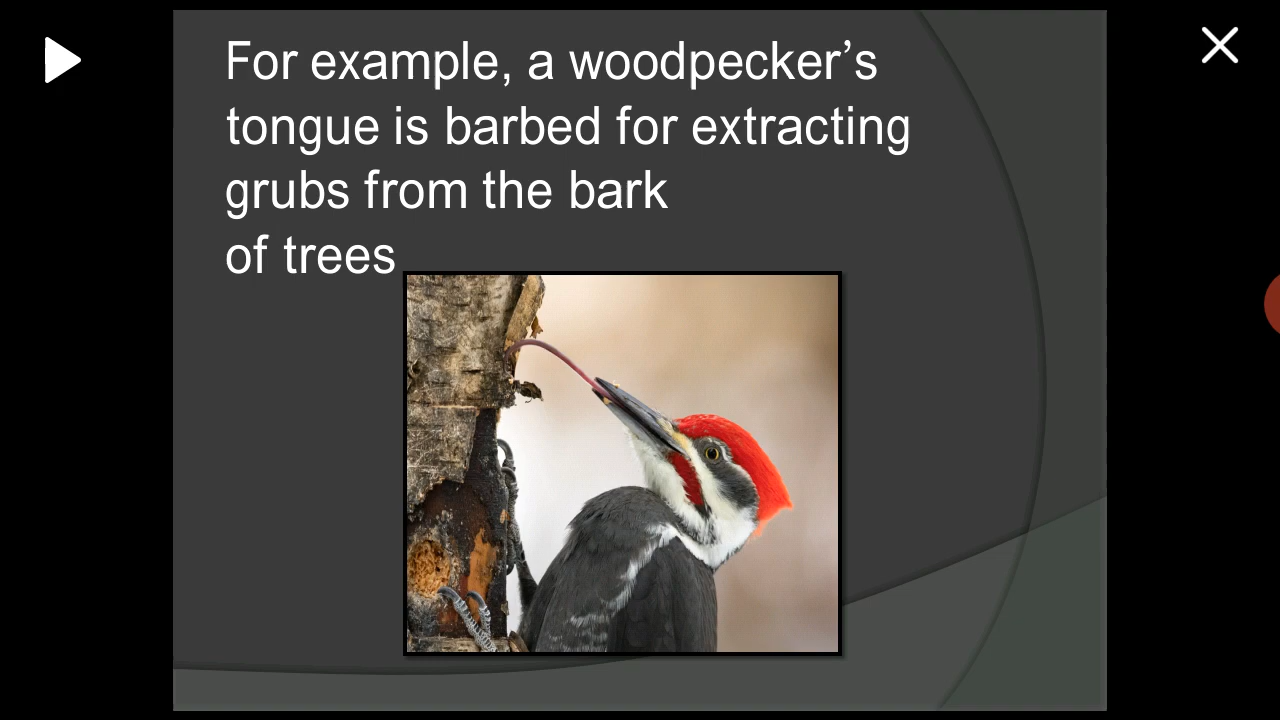 For example, a woodpecker’s
tongue is barbed for extracting
grubs from the bark
of trees